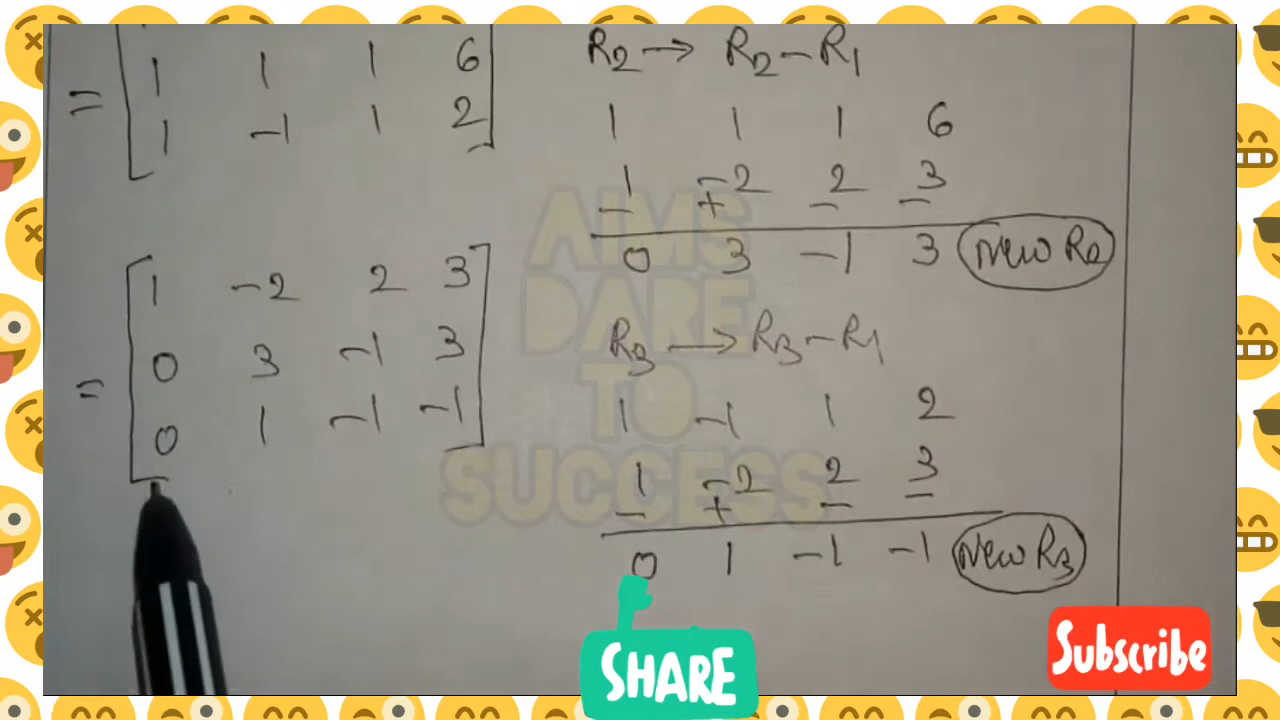 = 1 1 1 6
1 -1 1 2
R2 → R2 - R1
1 1 1 6
1 -2 2 3
- + - -
0 3 -1 3 New R2
= 1 -2 2 3
0 3 -1 3
0 1 -1 -1
R3 → R3 - R1
1 -1 1 2
1 -2 2 3
- + - -
0 1 -1 -1 New R3
AIMS
DARE
TO
SUCCESS
SHARE
Subscribe